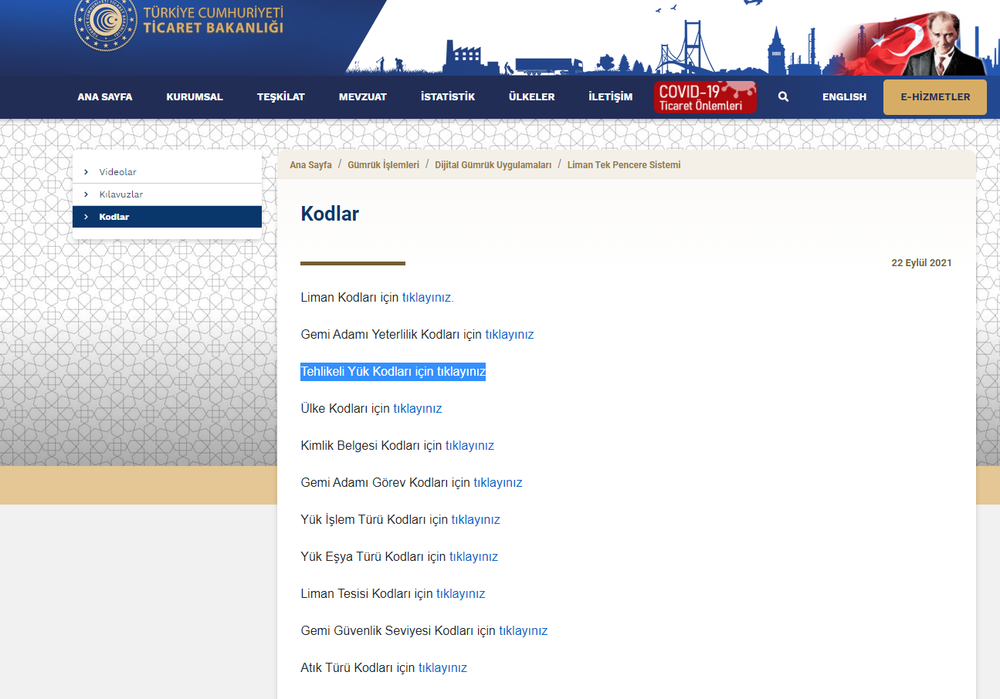 TÜRKİYE CUMHURİYETİ
TİCARET BAKANLIĞI
ANA SAYFA KURUMSAL TEŞKİLAT MEVZUAT İSTATİSTİK ÜLKELER İLETİŞİM COVID-19 Ticaret Önlemleri ENGLISH E-HİZMETLER
Videolar
Kılavuzlar
Kodlar
Ana Sayfa / Gümrük İşlemleri / Dijital Gümrük Uygulamaları / Liman Tek Pencere Sistemi
Kodlar
22 Eylül 2021
Liman Kodları için tıklayınız.
Gemi Adamı Yeterlilik Kodları için tıklayınız
Tehlikeli Yük Kodları için tıklayınız
Ülke Kodları için tıklayınız
Kimlik Belgesi Kodları için tıklayınız
Gemi Adamı Görev Kodları için tıklayınız
Yük İşlem Türü Kodları için tıklayınız
Yük Eşya Türü Kodları için tıklayınız
Liman Tesisi Kodları için tıklayınız
Gemi Güvenlik Seviyesi Kodları için tıklayınız
Atık Türü Kodları için tıklayınız